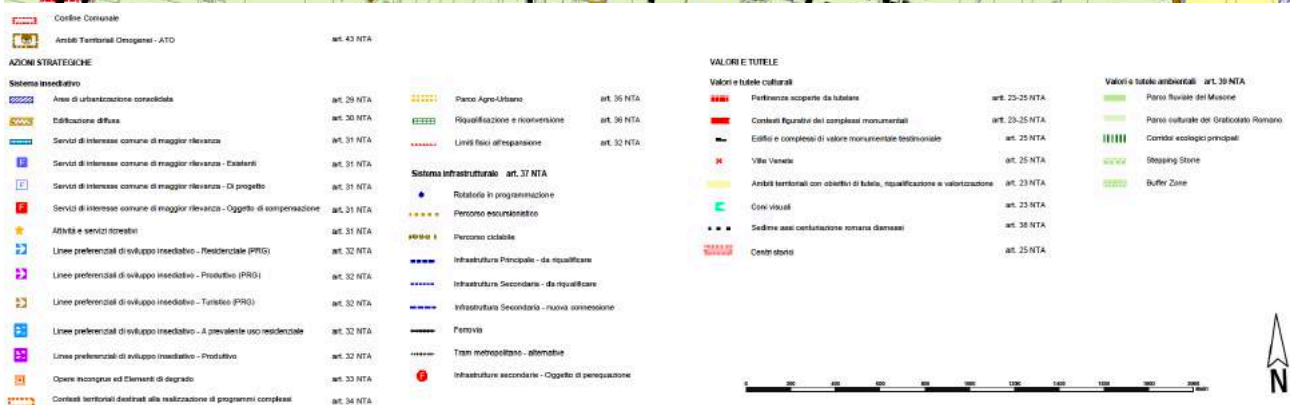 Confine Comunale
Ambiti Territoriali Omogenei - ATO art. 43 NTA
AZIONI STRATEGICHE
Sistema insediativo
Aree di urbanizzazione consolidata art. 29 NTA
Edificazione diffusa art. 30 NTA
Servizi di interesse comune di maggior rilevanza art. 31 NTA
F Servizi di interesse comune di maggior rilevanza - Esistenti art. 31 NTA
F Servizi di interesse comune di maggior rilevanza - Di progetto art. 31 NTA
F Servizi di interesse comune di maggior rilevanza - Oggetto di compensazione art. 31 NTA
Attività e servizi ricreativi art. 31 NTA
Linee preferenziali di sviluppo insediativo - Residenziale (PRG) art. 32 NTA
Linee preferenziali di sviluppo insediativo - Produttivo (PRG) art. 32 NTA
Linee preferenziali di sviluppo insediativo - Turistico (PRG) art. 32 NTA
Linee preferenziali di sviluppo insediativo - A prevalente uso residenziale art. 32 NTA
Linee preferenziali di sviluppo insediativo - Produttivo art. 32 NTA
Opere incongrue ed Elementi di degrado art. 33 NTA
Contesti territoriali destinati alla realizzazione di programmi complessi art. 34 NTA
Parco Agro-Urbano art. 35 NTA
Riqualificazione e riconversione art. 36 NTA
Limiti fisici all'espansione art. 32 NTA
Sistema infrastrutturale art. 37 NTA
Rotatoria in programmazione
Percorso escursionistico
Percorso ciclabile
Infrastruttura Principale - da riqualificare
Infrastruttura Secondaria - da riqualificare
Infrastruttura Secondaria - nuova connessione
Ferrovia
Tram metropolitano - alternative
F Infrastrutture secondarie - Oggetto di perequazione
VALORI E TUTELE
Valori e tutele culturali
Pertinenze scoperte da tutelare artt. 23-25 NTA
Contesti figurativi dei complessi monumentali artt. 23-25 NTA
Edifici e complessi di valore monumentale testimoniale art. 25 NTA
Ville Venete art. 25 NTA
Ambiti territoriali con obiettivi di tutela, riqualificazione e valorizzazione art. 23 NTA
Coni visuali art. 23 NTA
Sedime assi centuriazione romana dismessi art. 38 NTA
Centri storici art. 25 NTA
Valori e tutele ambientali art. 39 NTA
Parco fluviale del Musone
Parco culturale del Graticolato Romano
Corridoi ecologici principali
Stepping Stone
Buffer Zone
0 200 400 600 800 1000 1200 1400 1600 1800 2000
N